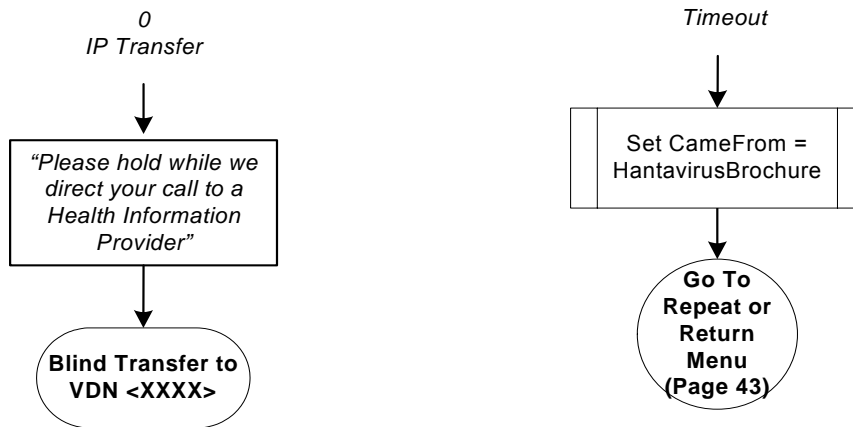 0
IP Transfer
“Please hold while we
direct your call to a
Health Information
Provider”
Blind Transfer to
VDN <XXXX>
Timeout
Set CameFrom =
HantavirusBrochure
Go To
Repeat or
Return
Menu
(Page 43)